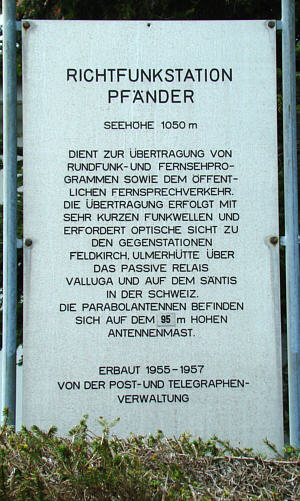 RICHTFUNKSTATION
PFÄNDER
SEEHÖHE 1050 m
DIENT ZUR ÜBERTRAGUNG VON
RUNDFUNK- UND FERNSEHPRO-
GRAMMEN SOWIE DEM ÖFFENT-
LICHEN FERNSPRECHVERKEHR.
DIE ÜBERTRAGUNG ERFOLGT MIT
SEHR KURZEN FUNKWELLEN UND
ERFORDERT OPTISCHE SICHT ZU
DEN GEGENSTATIONEN
FELDKIRCH, ULMERHÜTTE ÜBER
DAS PASSIVE RELAIS
VALLUGA UND AUF DEM SÄNTIS
IN DER SCHWEIZ.
DIE PARABOLANTENNEN BEFINDEN
SICH AUF DEM 95 m HOHEN
ANTENNENMAST.
ERBAUT 1955-1957
VON DER POST- UND TELEGRAPHEN-
VERWALTUNG